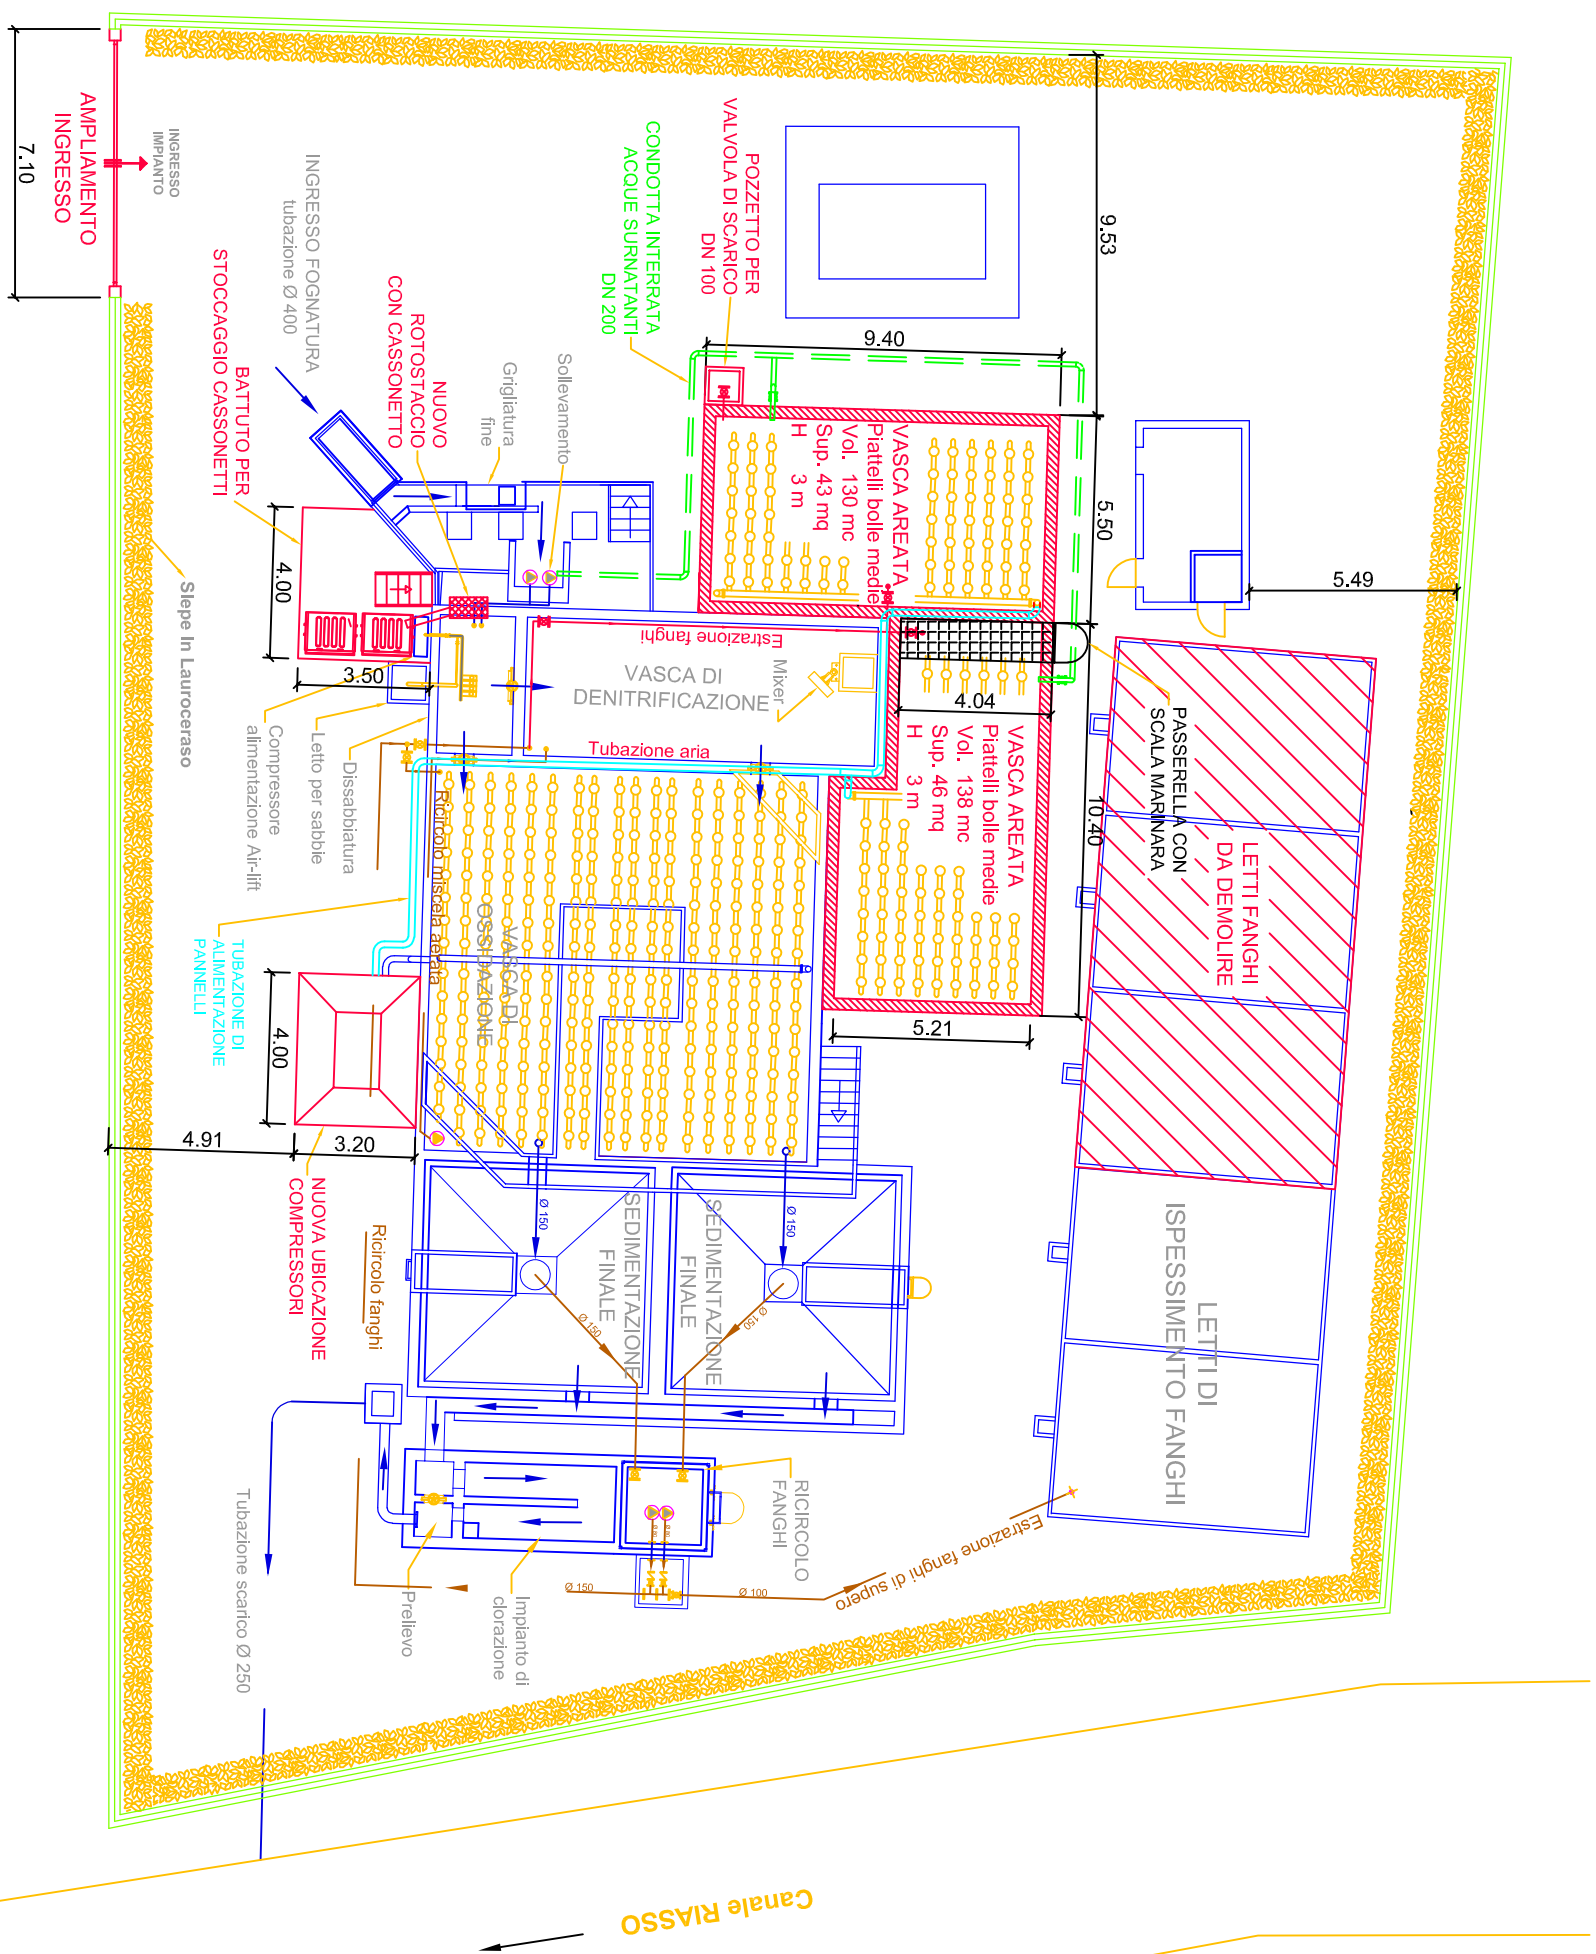 7.10
AMPLIAMENTO
INGRESSO
INGRESSO
IMPIANTO
INGRESSO FOGNATURA
tubazione Ø 400
BATTUTO PER
STOCCAGGIO CASSONETTI
NUOVO
ROTOSTACCIO
CON CASSONETTO
Grigliatura
fine
Sollevamento
CONDOTTA INTERRATA
ACQUE SURNATANTI
DN 200
POZZETTO PER
VALVOLA DI SCARICO
DN 100
9.53
9.40
5.50
5.49
VASCA AREATA
Piattelli bolle medie
Vol. 130 mc
Sup. 43 mq
H 3 m
4.00
3.50
Estrazione fanghi
VASCA DI
DENITRIFICAZIONE
Mixer
Tubazione aria
4.04
VASCA AREATA
Piattelli bolle medie
Vol. 138 mc
Sup. 46 mq
H 3 m
10.40
PASSERELLA CON
SCALA MARINARA
LETTI FANGHI
DA DEMOLIRE
Siepe In Lauroceraso
Compressore
alimentazione Air-lift
Letto per sabbie
Dissabbiatura
Ricircolo miscela aerata
VASCA DI
OSSIDAZIONE
TUBAZIONE DI
ALIMENTAZIONE
PANNELLI
4.00
5.21
4.91
3.20
NUOVA UBICAZIONE
COMPRESSORI
Ricircolo fanghi
Ø 150
Ø 150
SEDIMENTAZIONE
FINALE
SEDIMENTAZIONE
FINALE
Ø 150
Ø 150
LETTI DI
ISPESSIMENTO FANGHI
RICIRCOLO
FANGHI
Estrazione fanghi di supero
Ø 150
Ø 100
Impianto di
clorazione
Prelievo
Tubazione scarico Ø 250
Canale RIASSO